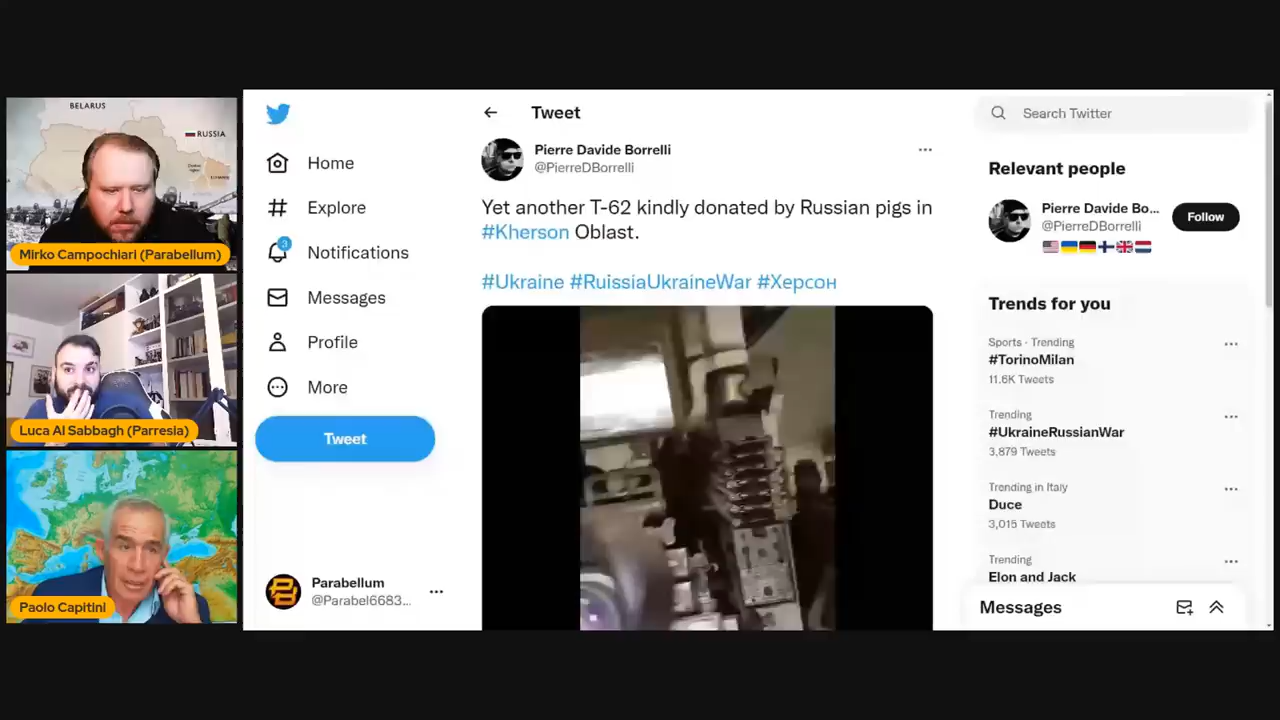 BELARUS
RUSSIA
Mirko Campochiari (Parabellum)
Luca Al Sabbagh (Parresia)
Paolo Capitini
Home
Explore
3
Notifications
Messages
Profile
More
Tweet
Parabellum
@Parabel6683...
Tweet
Pierre Davide Borrelli
@PierreDBorrelli
Yet another T-62 kindly donated by Russian pigs in
#Kherson Oblast.
#Ukraine #RuissiaUkraineWar #Херсон
Search Twitter
Relevant people
Pierre Davide Bo...
@PierreDBorrelli
Follow
Trends for you
Sports · Trending
#TorinoMilan
11.6K Tweets
Trending
#UkraineRussianWar
3,879 Tweets
Trending in Italy
Duce
3,015 Tweets
Trending
Elon and Jack
Messages